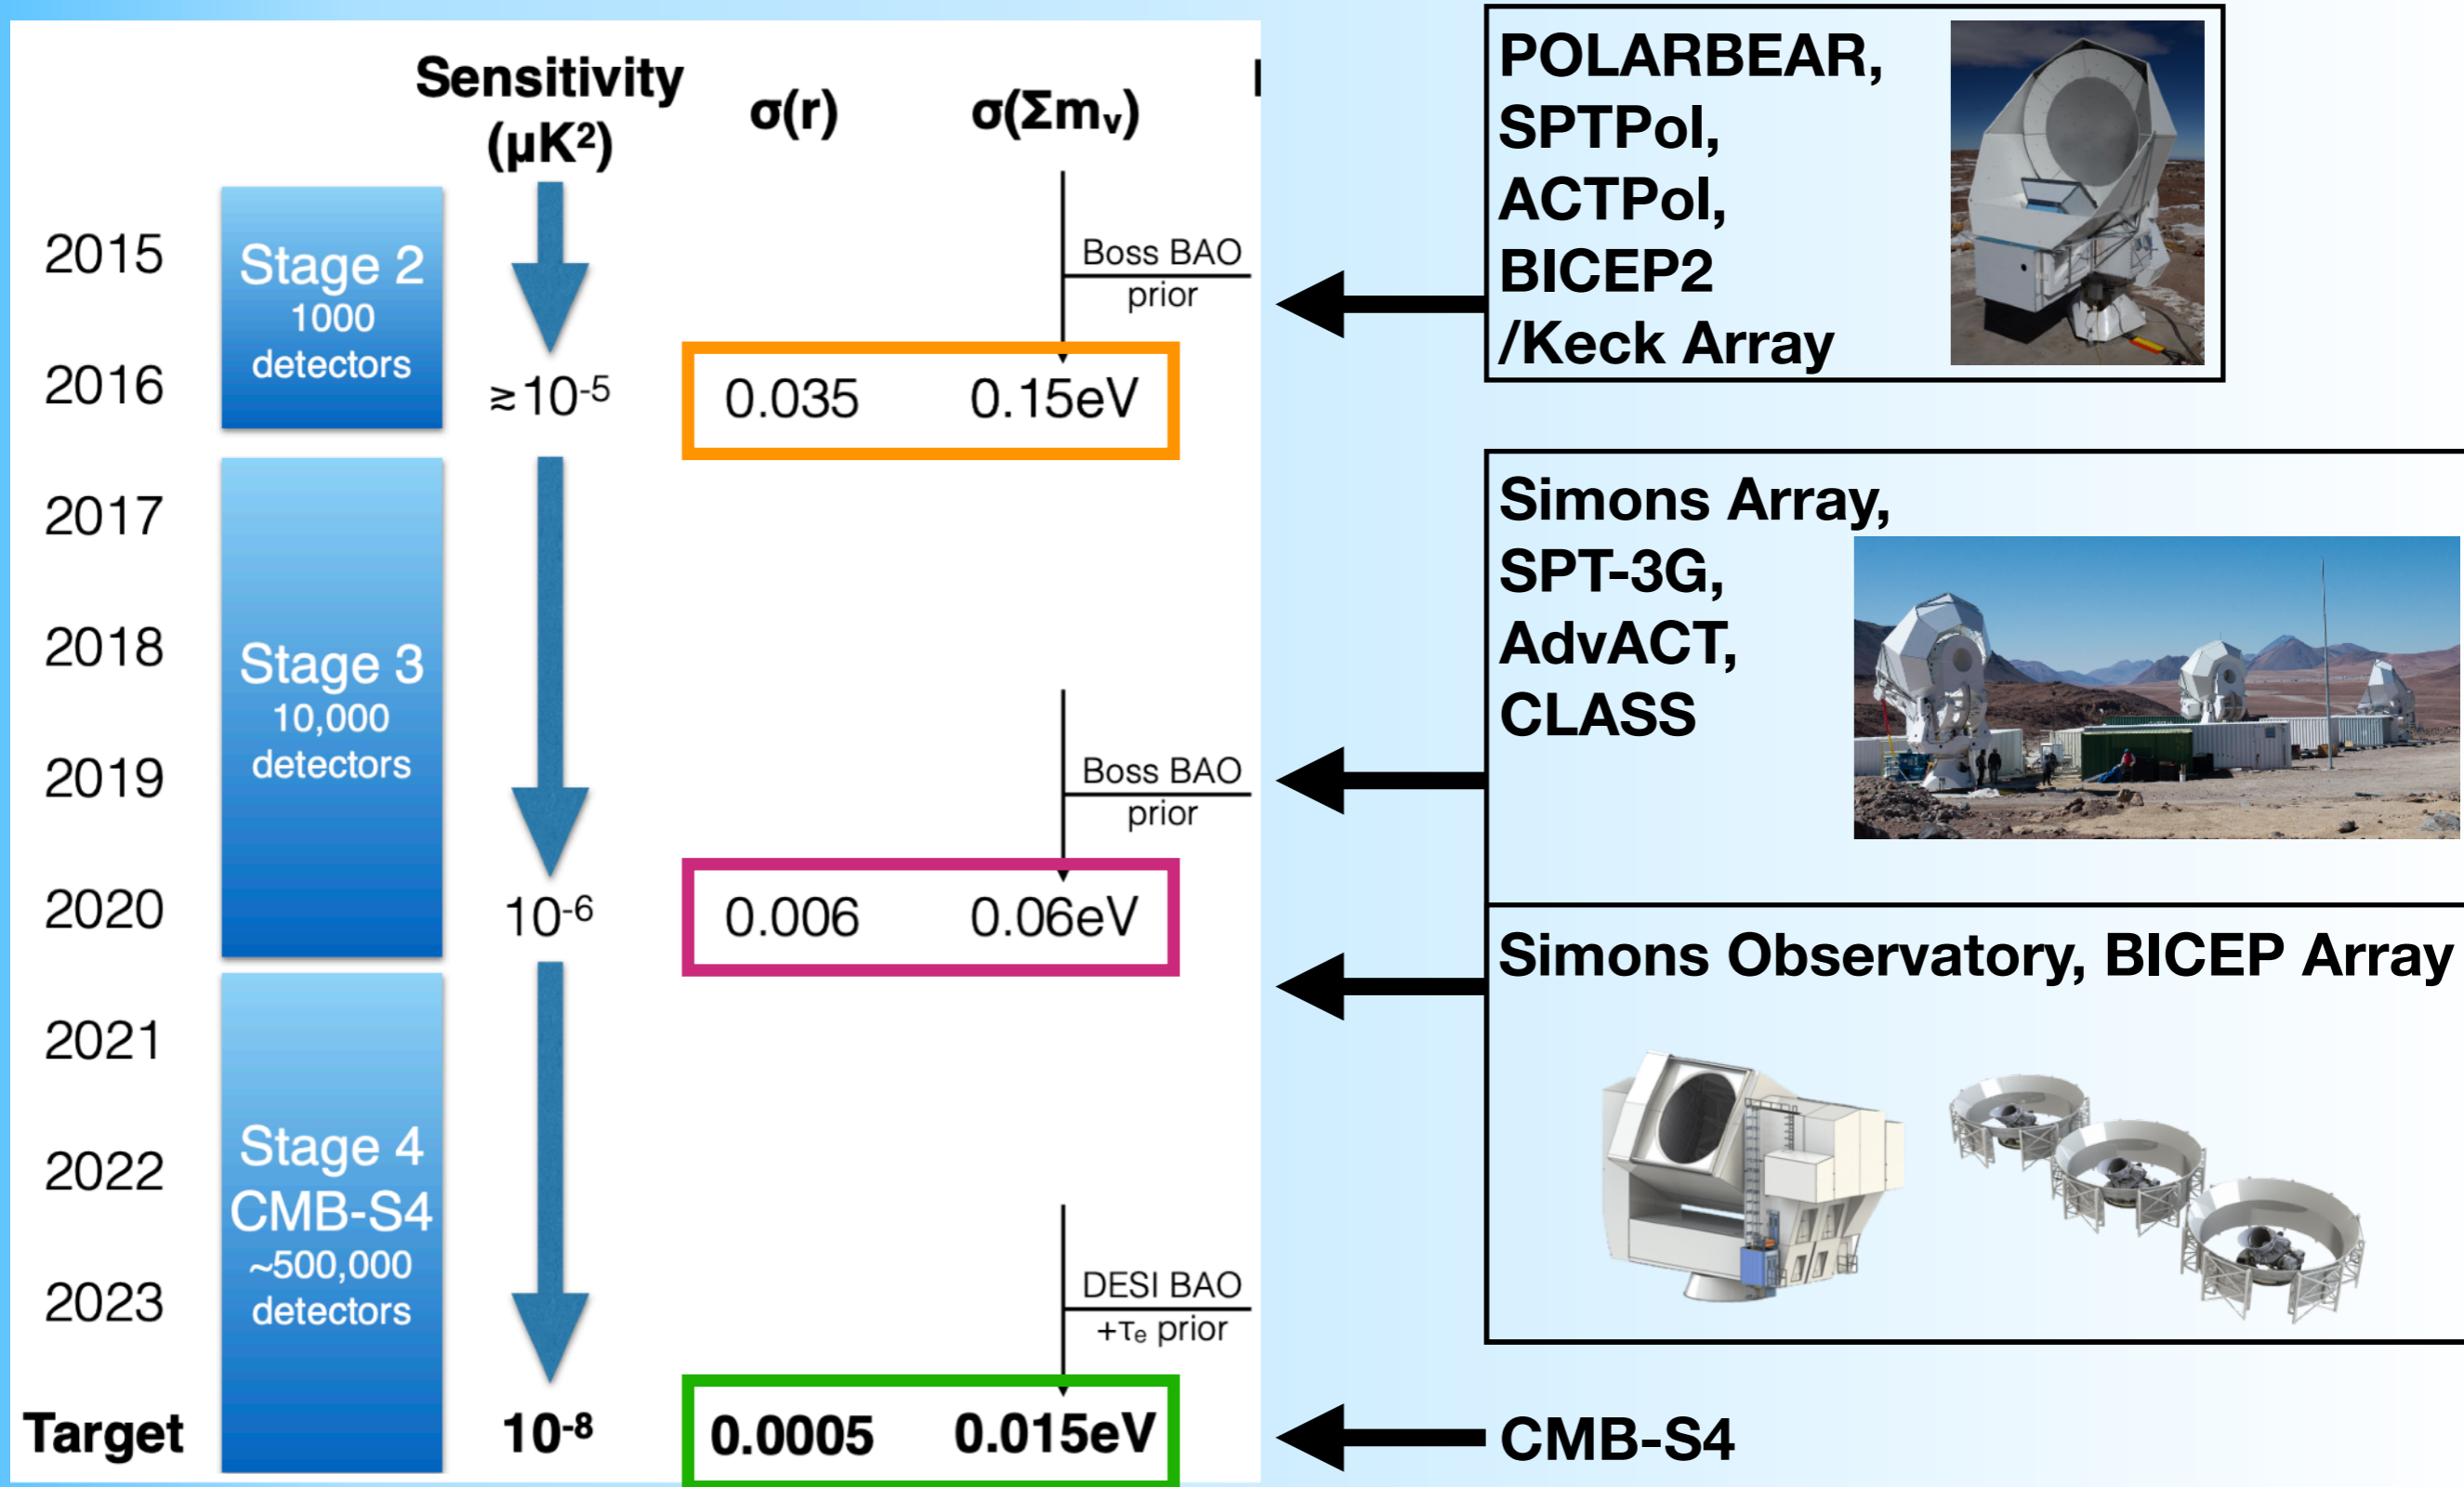 Sensitivity
(μK²)
σ(r)
σ(Σmᵥ)
2015
2016
2017
2018
2019
2020
2021
2022
2023
Target
Stage 2
1000
detectors
Stage 3
10,000
detectors
Stage 4
CMB-S4
~500,000
detectors
≳10⁻⁵
0.035
0.15eV
10⁻⁶
0.006
0.06eV
10⁻⁸
0.0005
0.015eV
Boss BAO
prior
Boss BAO
prior
DESI BAO
+τₑ prior
POLARBEAR,
SPTPol,
ACTPol,
BICEP2
/Keck Array
Simons Array,
SPT-3G,
AdvACT,
CLASS
Simons Observatory, BICEP Array
CMB-S4